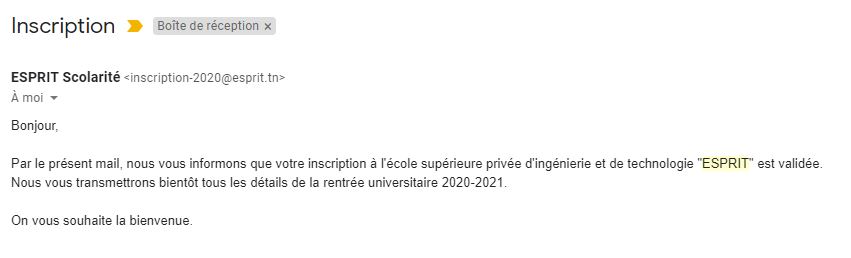 Inscription
Boîte de réception ×
ESPRIT Scolarité <inscription-2020@esprit.tn>
À moi
Bonjour,
Par le présent mail, nous vous informons que votre inscription à l'école supérieure privée d'ingénierie et de technologie "ESPRIT" est validée.
Nous vous transmettrons bientôt tous les détails de la rentrée universitaire 2020-2021.
On vous souhaite la bienvenue.